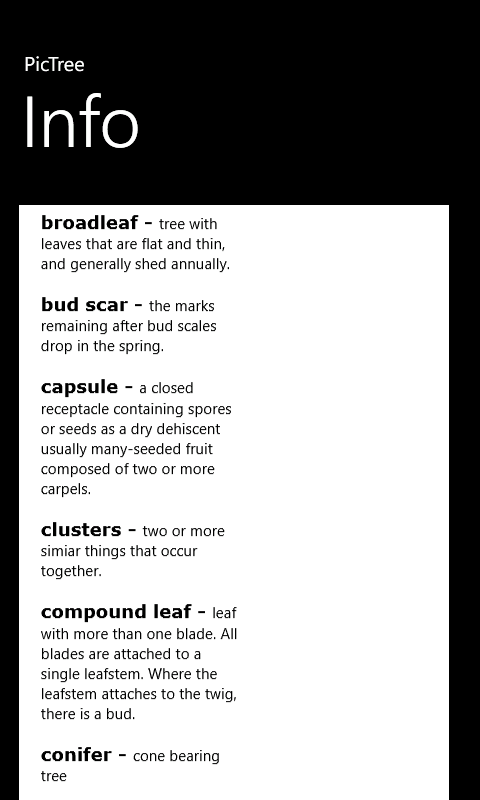 PicTree
Info
broadleaf - tree with
leaves that are flat and thin,
and generally shed annually.
bud scar - the marks
remaining after bud scales
drop in the spring.
capsule - a closed
receptacle containing spores
or seeds as a dry dehiscent
usually many-seeded fruit
composed of two or more
carpels.
clusters - two or more
simiar things that occur
together.
compound leaf - leaf
with more than one blade. All
blades are attached to a
single leafstem. Where the
leafstem attaches to the twig,
there is a bud.
conifer - cone bearing
tree